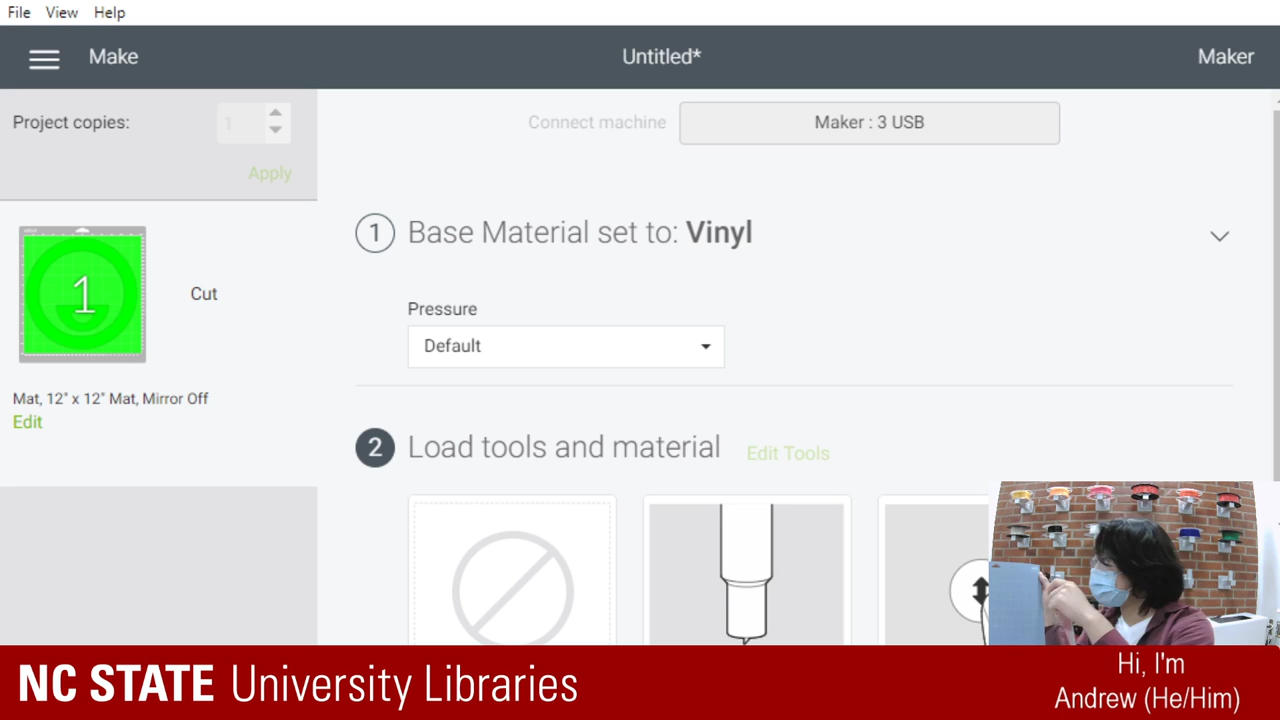 File View Help
Make
Untitled*
Maker
Project copies:
1
Apply
Connect machine
Maker : 3 USB
1
Cut
Mat, 12" x 12" Mat, Mirror Off
Edit
1 Base Material set to: Vinyl
Pressure
Default
2 Load tools and material
Edit Tools
NC STATE University Libraries
Hi, I'm
Andrew (He/Him)